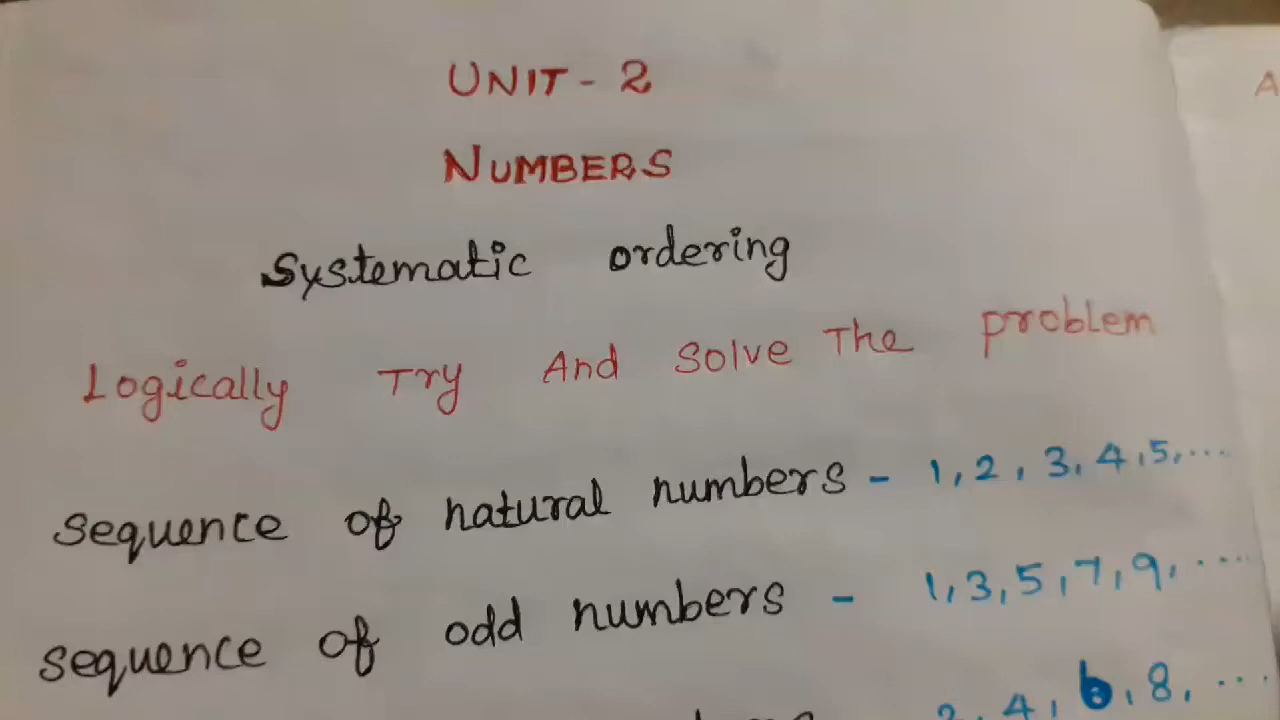 UNIT - 2
NUMBERS
Systematic ordering
Logically Try And Solve The problem
sequence of natural numbers - 1, 2, 3, 4, 5, ...
sequence of odd numbers - 1, 3, 5, 7, 9, ....
2, 4, 6, 8, ...
A